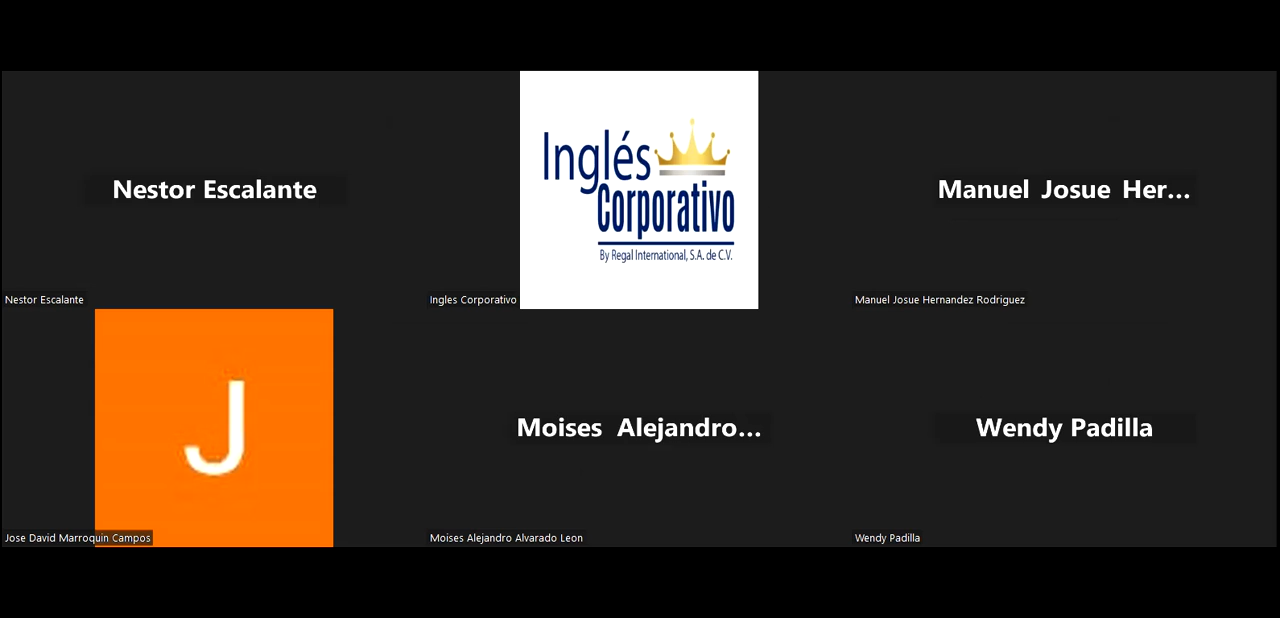 Nestor Escalante
Nestor Escalante
Inglés
Corporativo
By Regal International, S.A. de C.V.
Ingles Corporativo
Manuel Josue Her...
Manuel Josue Hernandez Rodriguez
J
Jose David Marroquin Campos
Moises Alejandro...
Moises Alejandro Alvarado Leon
Wendy Padilla
Wendy Padilla